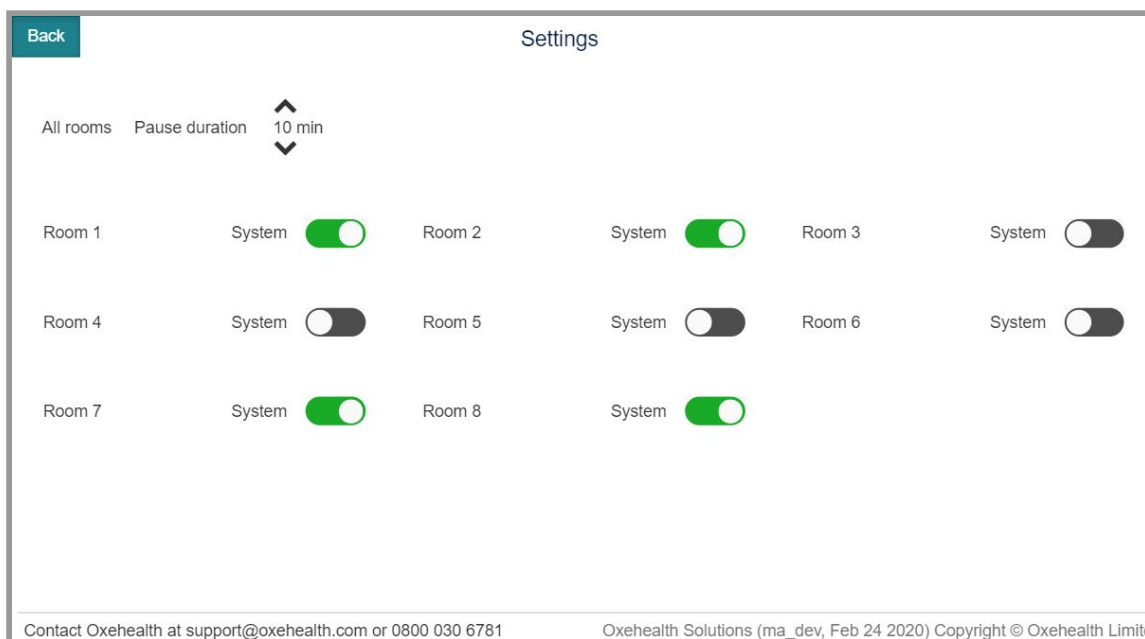 Back
Settings
All rooms Pause duration 10 min
Room 1 System Room 2 System Room 3 System
Room 4 System Room 5 System Room 6 System
Room 7 System Room 8 System
Contact Oxehealth at support@oxehealth.com or 0800 030 6781 Oxehealth Solutions (ma_dev, Feb 24 2020) Copyright © Oxehealth Limit